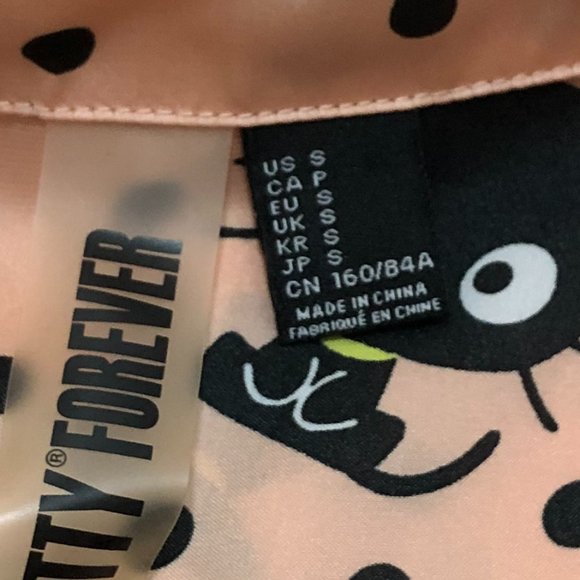 US S
CA P
EU S
UK S
KR S
JP S
CN 160/84A
MADE IN CHINA
FABRIQUÉ EN CHINE
TTY® FOREVER